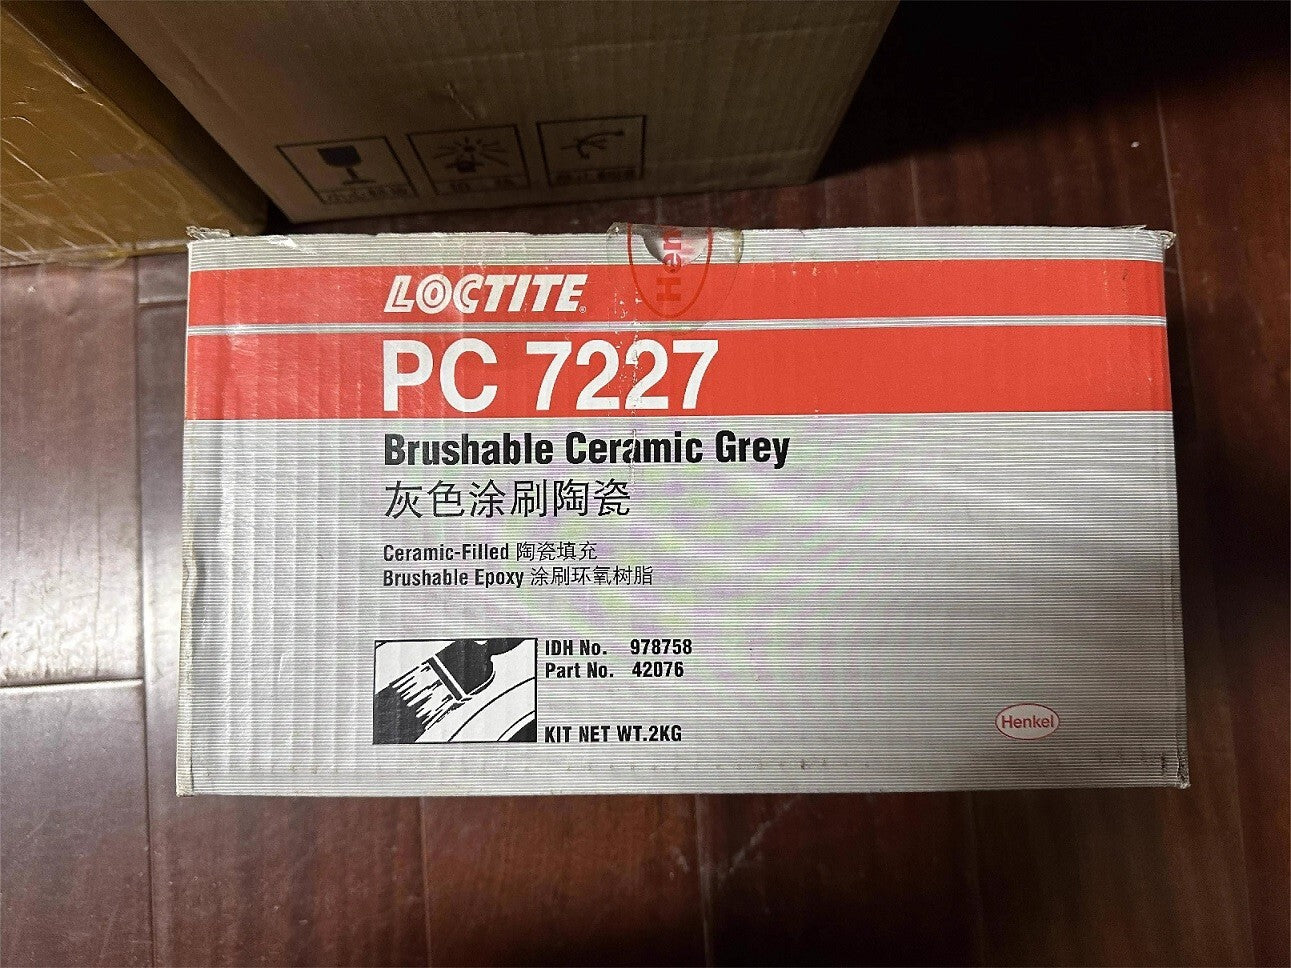 LOCTITE®
Henkel
PC 7227
Brushable Ceramic Grey
灰色涂刷陶瓷
Ceramic-Filled 陶瓷填充
Brushable Epoxy 涂刷环氧树脂
IDH No. 978758
Part No. 42076
KIT NET WT.2KG
Henkel